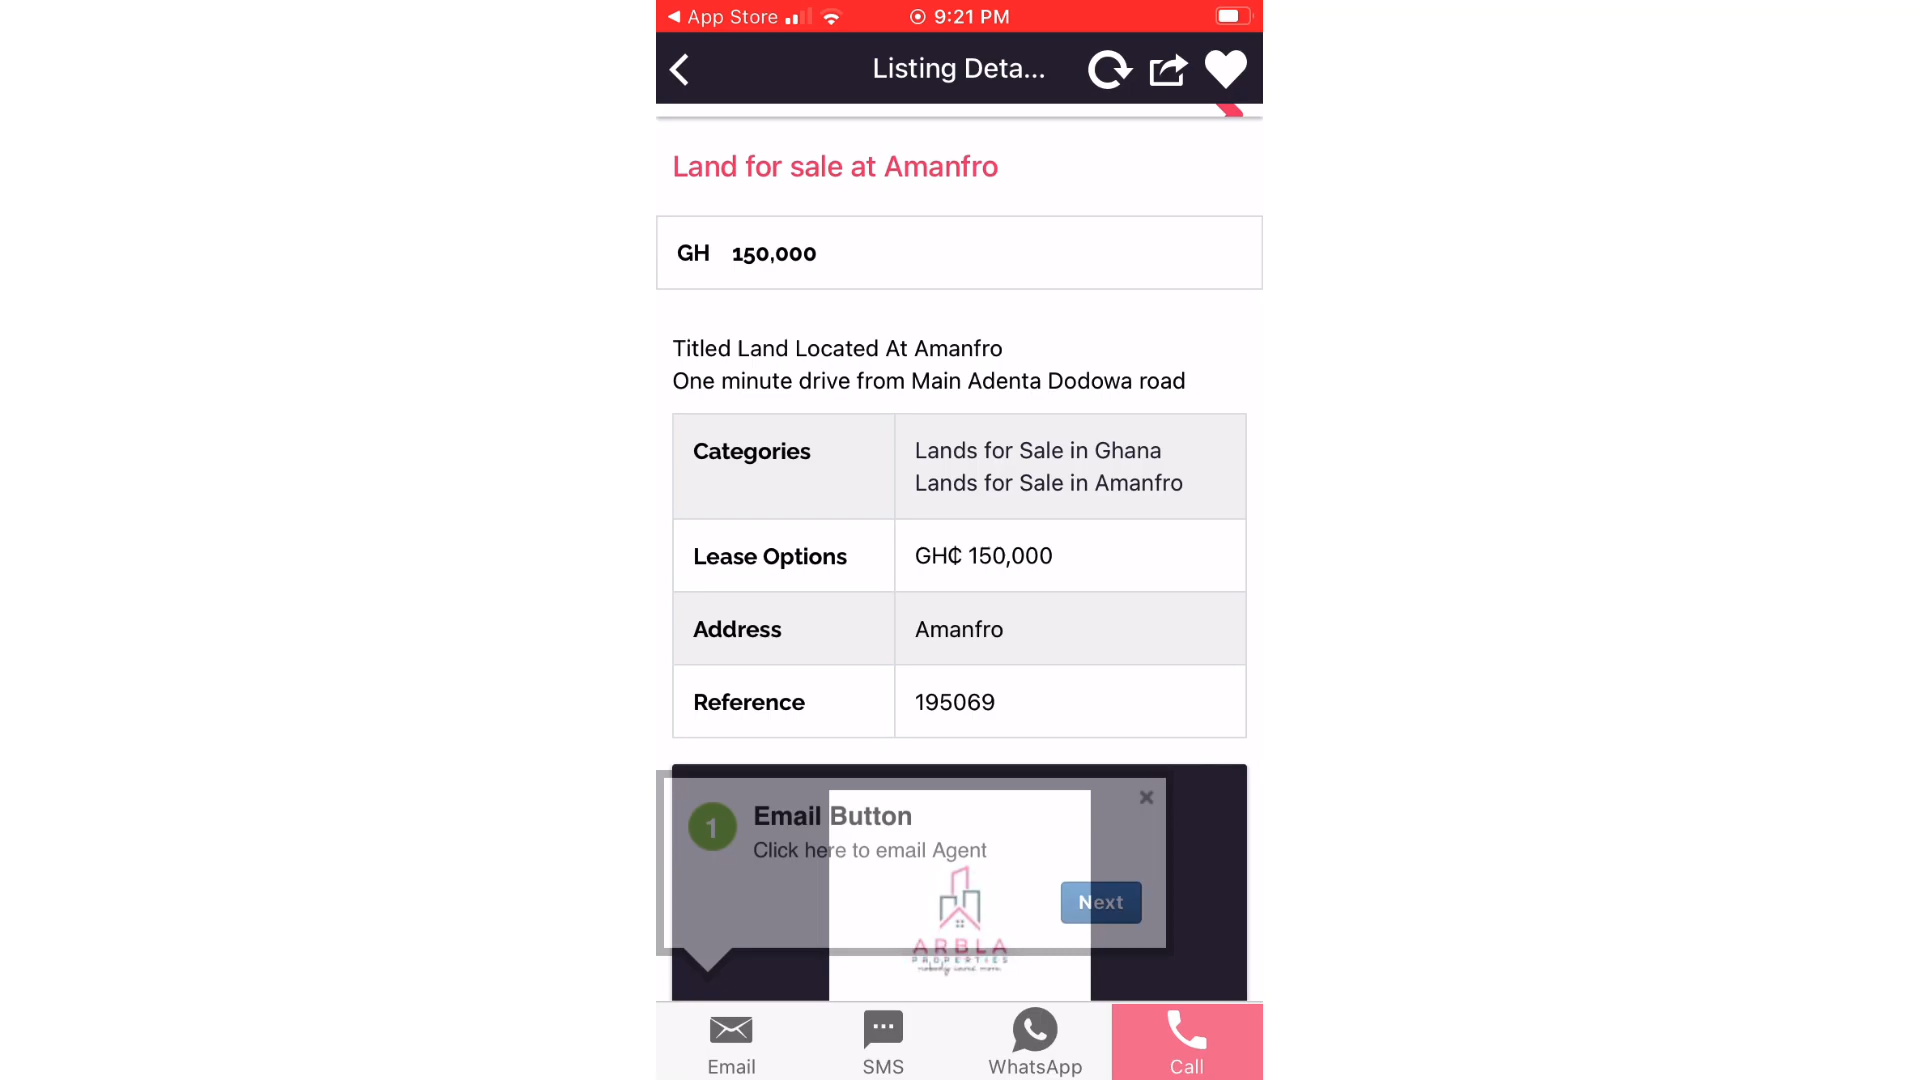 App Store
9:21 PM
Listing Deta...
Land for sale at Amanfro
GH 150,000
Titled Land Located At Amanfro
One minute drive from Main Adenta Dodowa road
Categories
Lands for Sale in Ghana
Lands for Sale in Amanfro
Lease Options
GH₵ 150,000
Address
Amanfro
Reference
195069
1
Email Button
Click here to email Agent
Next
ARBLA
PROPERTIES
Email
SMS
WhatsApp
Call